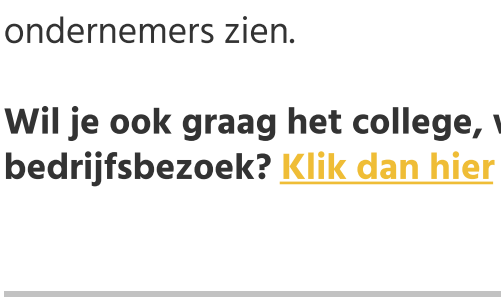 ondernemers zien.
Wil je ook graag het college,
bedrijfsbezoek? Klik dan hier